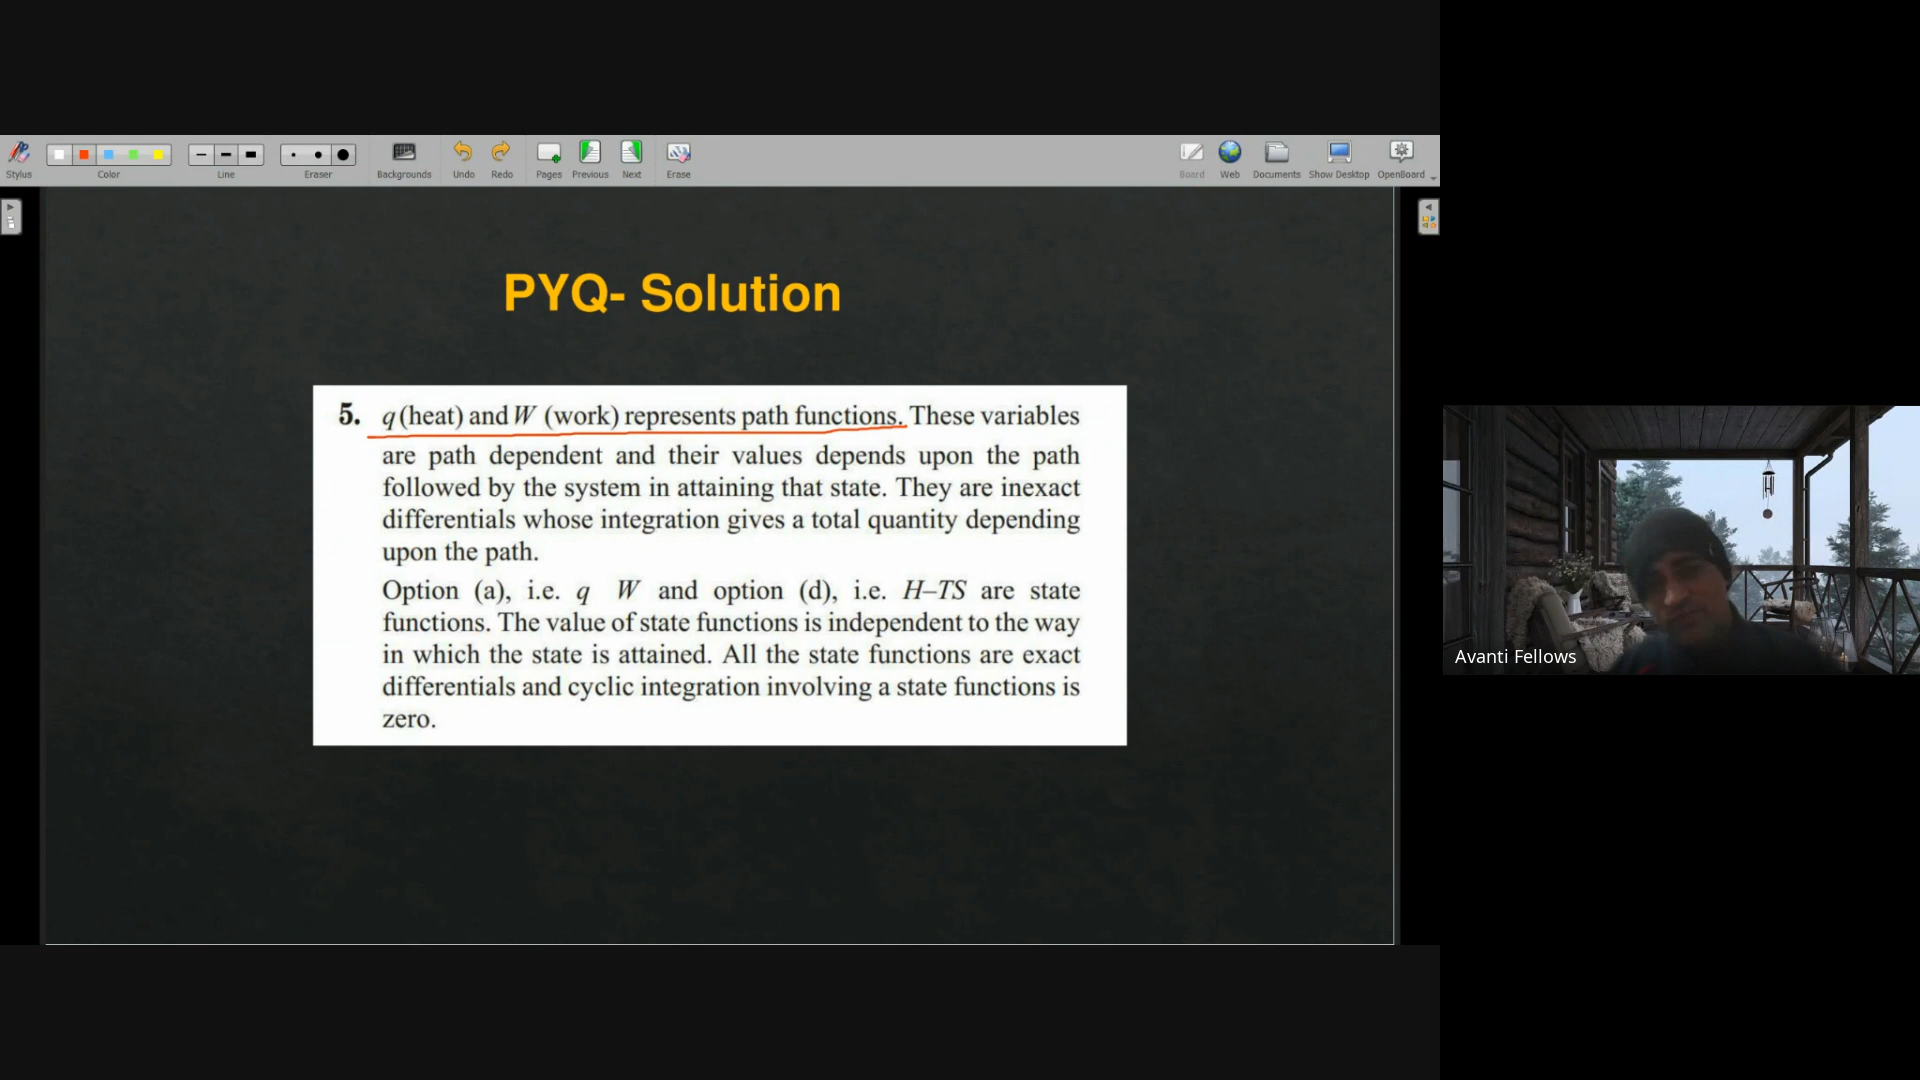 Stylus
Color
Line
Eraser
Backgrounds
Undo
Redo
Pages
Previous
Next
Erase
Board
Web
Documents
Show Desktop
OpenBoard
PYQ- Solution
5. q (heat) and W (work) represents path functions. These variables
are path dependent and their values depends upon the path
followed by the system in attaining that state. They are inexact
differentials whose integration gives a total quantity depending
upon the path.
Option (a), i.e. q W and option (d), i.e. H–TS are state
functions. The value of state functions is independent to the way
in which the state is attained. All the state functions are exact
differentials and cyclic integration involving a state functions is
zero.
Avanti Fellows